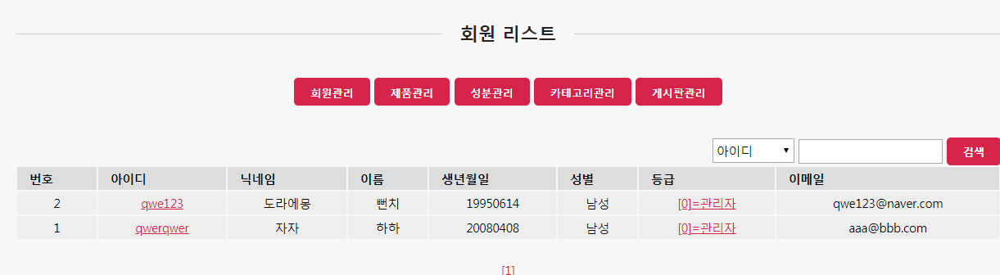 회원 리스트
회원관리 제품관리 성분관리 카테고리관리 게시판관리
아이디 검색
번호 아이디 닉네임 이름 생년월일 성별 등급 이메일
2 qwe123 도라에몽 뻔치 19950614 남성 [0]=관리자 qwe123@naver.com
1 qwerqwer 자자 하하 20080408 남성 [0]=관리자 aaa@bbb.com
[1]